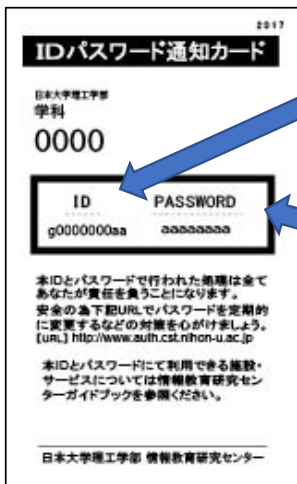 2017
IDパスワード通知カード
日本大学理工学部
学科
0000
ID PASSWORD
g0000000aa aaaaaaaa
本IDとパスワードで行われた処理は全て
あなたが責任を負うことになります。
安全の為下記URLでパスワードを定期的
に変更するなどの対策を心がけましょう。
[URL] http://www.auth.cst.nihon-u.ac.jp
本IDとパスワードにて利用できる施設・
サービスについては情報教育研究セン
ターガイドブックを参照ください。
日本大学理工学部 情報教育研究センター